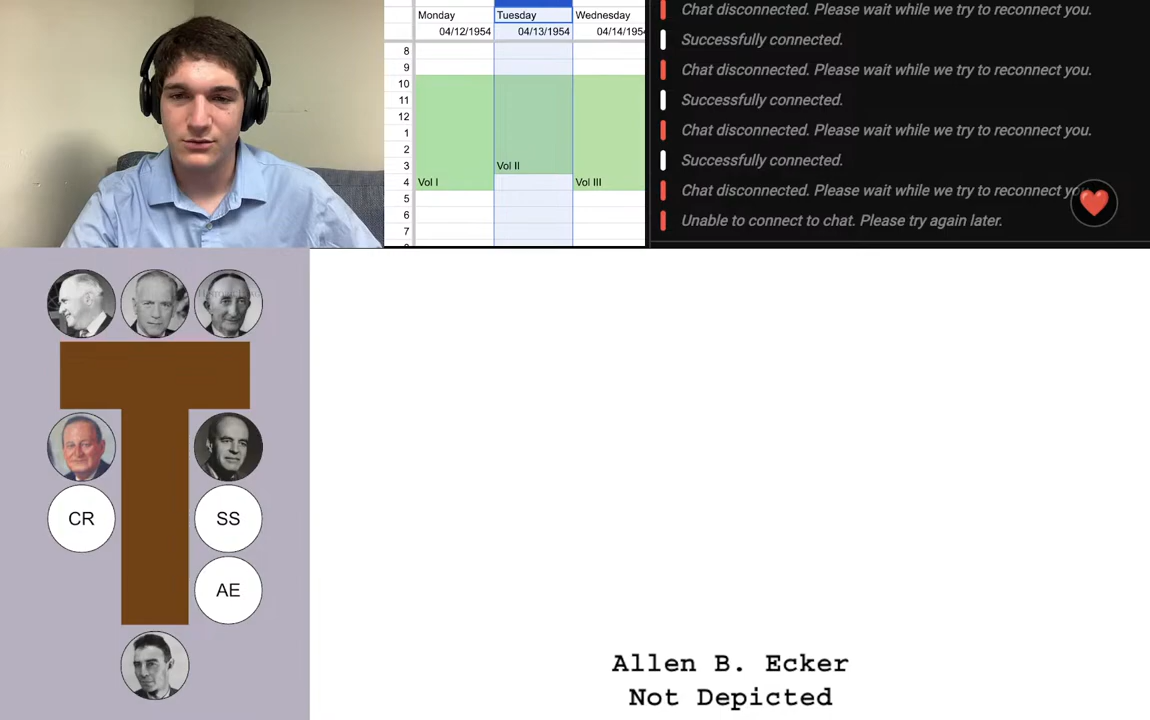 Monday Tuesday Wednesday
04/12/1954 04/13/1954 04/14/1954
8
9
10
11
12
1
2
3 Vol II
4 Vol I Vol III
5
6
7
Chat disconnected. Please wait while we try to reconnect you.
Successfully connected.
Chat disconnected. Please wait while we try to reconnect you.
Successfully connected.
Chat disconnected. Please wait while we try to reconnect you.
Successfully connected.
Chat disconnected. Please wait while we try to reconnect you.
Unable to connect to chat. Please try again later.
CR SS
AE
Allen B. Ecker
Not Depicted